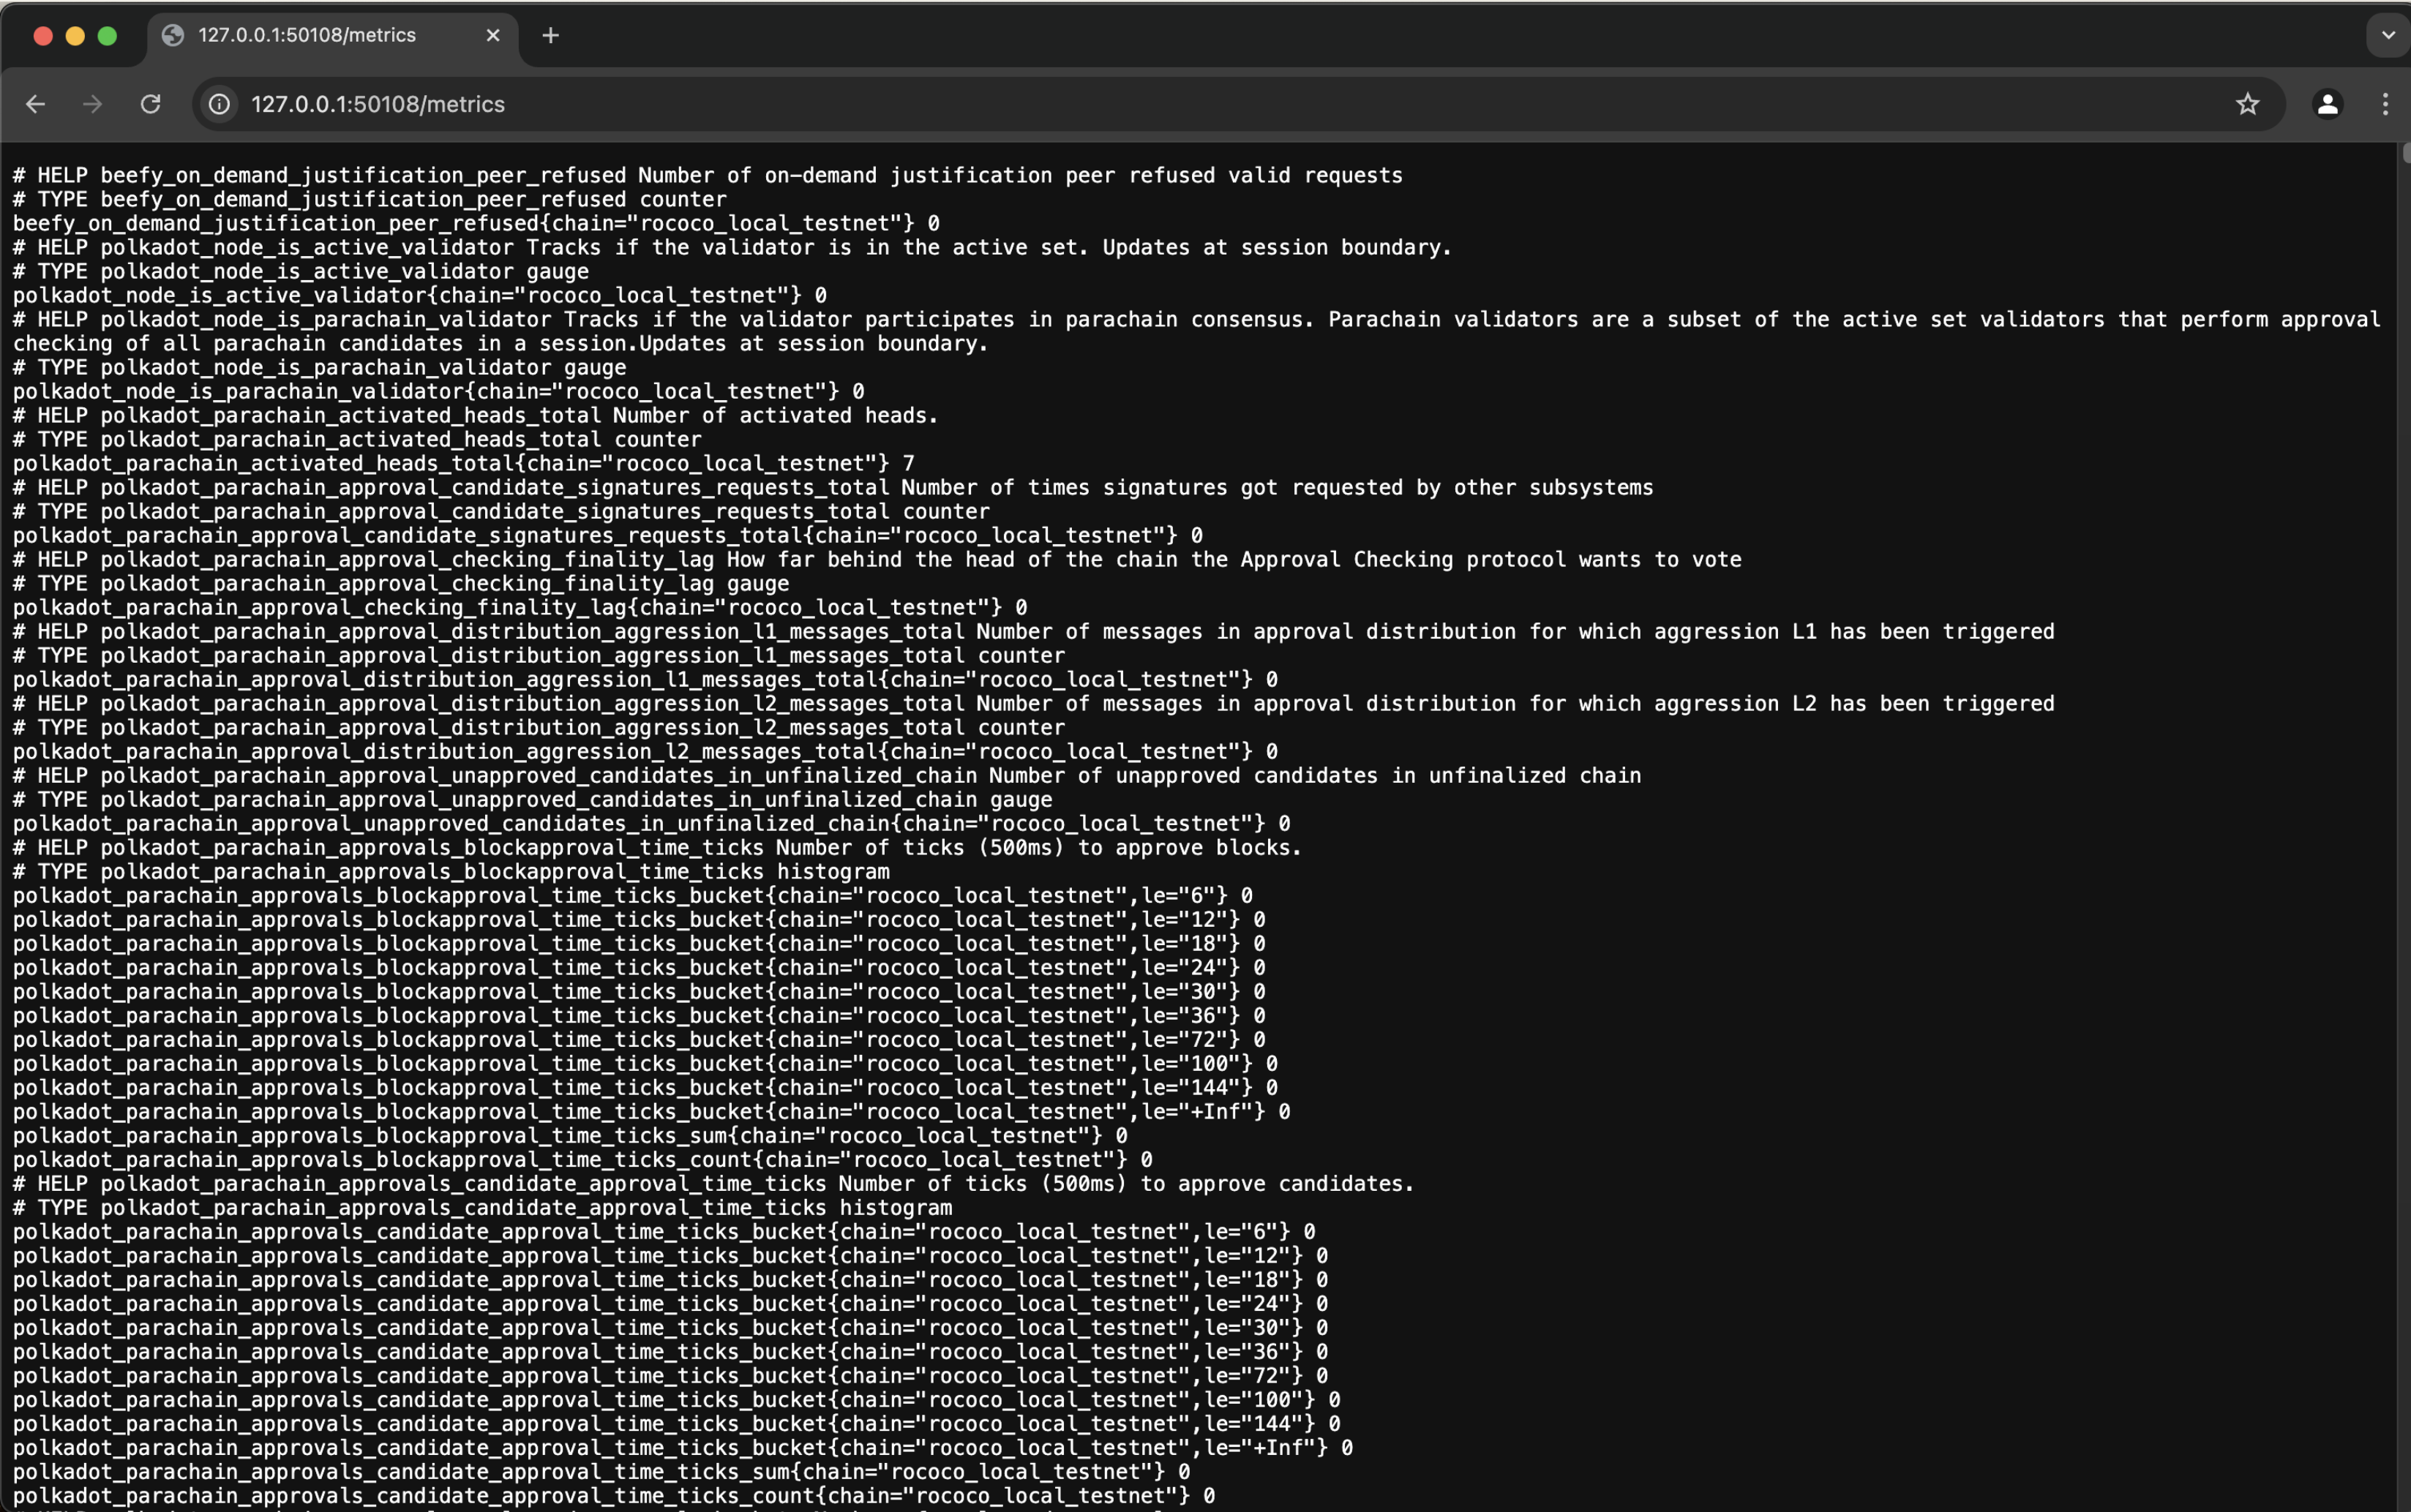 127.0.0.1:50108/metrics
127.0.0.1:50108/metrics
# HELP beefy_on_demand_justification_peer_refused Number of on-demand justification peer refused valid requests
# TYPE beefy_on_demand_justification_peer_refused counter
beefy_on_demand_justification_peer_refused{chain="rococo_local_testnet"} 0
# HELP polkadot_node_is_active_validator Tracks if the validator is in the active set. Updates at session boundary.
# TYPE polkadot_node_is_active_validator gauge
polkadot_node_is_active_validator{chain="rococo_local_testnet"} 0
# HELP polkadot_node_is_parachain_validator Tracks if the validator participates in parachain consensus. Parachain validators are a subset of the active set validators that perform approval
checking of all parachain candidates in a session.Updates at session boundary.
# TYPE polkadot_node_is_parachain_validator gauge
polkadot_node_is_parachain_validator{chain="rococo_local_testnet"} 0
# HELP polkadot_parachain_activated_heads_total Number of activated heads.
# TYPE polkadot_parachain_activated_heads_total counter
polkadot_parachain_activated_heads_total{chain="rococo_local_testnet"} 7
# HELP polkadot_parachain_approval_candidate_signatures_requests_total Number of times signatures got requested by other subsystems
# TYPE polkadot_parachain_approval_candidate_signatures_requests_total counter
polkadot_parachain_approval_candidate_signatures_requests_total{chain="rococo_local_testnet"} 0
# HELP polkadot_parachain_approval_checking_finality_lag How far behind the head of the chain the Approval Checking protocol wants to vote
# TYPE polkadot_parachain_approval_checking_finality_lag gauge
polkadot_parachain_approval_checking_finality_lag{chain="rococo_local_testnet"} 0
# HELP polkadot_parachain_approval_distribution_aggression_l1_messages_total Number of messages in approval distribution for which aggression L1 has been triggered
# TYPE polkadot_parachain_approval_distribution_aggression_l1_messages_total counter
polkadot_parachain_approval_distribution_aggression_l1_messages_total{chain="rococo_local_testnet"} 0
# HELP polkadot_parachain_approval_distribution_aggression_l2_messages_total Number of messages in approval distribution for which aggression L2 has been triggered
# TYPE polkadot_parachain_approval_distribution_aggression_l2_messages_total counter
polkadot_parachain_approval_distribution_aggression_l2_messages_total{chain="rococo_local_testnet"} 0
# HELP polkadot_parachain_approval_unapproved_candidates_in_unfinalized_chain Number of unapproved candidates in unfinalized chain
# TYPE polkadot_parachain_approval_unapproved_candidates_in_unfinalized_chain gauge
polkadot_parachain_approval_unapproved_candidates_in_unfinalized_chain{chain="rococo_local_testnet"} 0
# HELP polkadot_parachain_approvals_blockapproval_time_ticks Number of ticks (500ms) to approve blocks.
# TYPE polkadot_parachain_approvals_blockapproval_time_ticks histogram
polkadot_parachain_approvals_blockapproval_time_ticks_bucket{chain="rococo_local_testnet",le="6"} 0
polkadot_parachain_approvals_blockapproval_time_ticks_bucket{chain="rococo_local_testnet",le="12"} 0
polkadot_parachain_approvals_blockapproval_time_ticks_bucket{chain="rococo_local_testnet",le="18"} 0
polkadot_parachain_approvals_blockapproval_time_ticks_bucket{chain="rococo_local_testnet",le="24"} 0
polkadot_parachain_approvals_blockapproval_time_ticks_bucket{chain="rococo_local_testnet",le="30"} 0
polkadot_parachain_approvals_blockapproval_time_ticks_bucket{chain="rococo_local_testnet",le="36"} 0
polkadot_parachain_approvals_blockapproval_time_ticks_bucket{chain="rococo_local_testnet",le="72"} 0
polkadot_parachain_approvals_blockapproval_time_ticks_bucket{chain="rococo_local_testnet",le="100"} 0
polkadot_parachain_approvals_blockapproval_time_ticks_bucket{chain="rococo_local_testnet",le="144"} 0
polkadot_parachain_approvals_blockapproval_time_ticks_bucket{chain="rococo_local_testnet",le="+Inf"} 0
polkadot_parachain_approvals_blockapproval_time_ticks_sum{chain="rococo_local_testnet"} 0
polkadot_parachain_approvals_blockapproval_time_ticks_count{chain="rococo_local_testnet"} 0
# HELP polkadot_parachain_approvals_candidate_approval_time_ticks Number of ticks (500ms) to approve candidates.
# TYPE polkadot_parachain_approvals_candidate_approval_time_ticks histogram
polkadot_parachain_approvals_candidate_approval_time_ticks_bucket{chain="rococo_local_testnet",le="6"} 0
polkadot_parachain_approvals_candidate_approval_time_ticks_bucket{chain="rococo_local_testnet",le="12"} 0
polkadot_parachain_approvals_candidate_approval_time_ticks_bucket{chain="rococo_local_testnet",le="18"} 0
polkadot_parachain_approvals_candidate_approval_time_ticks_bucket{chain="rococo_local_testnet",le="24"} 0
polkadot_parachain_approvals_candidate_approval_time_ticks_bucket{chain="rococo_local_testnet",le="30"} 0
polkadot_parachain_approvals_candidate_approval_time_ticks_bucket{chain="rococo_local_testnet",le="36"} 0
polkadot_parachain_approvals_candidate_approval_time_ticks_bucket{chain="rococo_local_testnet",le="72"} 0
polkadot_parachain_approvals_candidate_approval_time_ticks_bucket{chain="rococo_local_testnet",le="100"} 0
polkadot_parachain_approvals_candidate_approval_time_ticks_bucket{chain="rococo_local_testnet",le="144"} 0
polkadot_parachain_approvals_candidate_approval_time_ticks_bucket{chain="rococo_local_testnet",le="+Inf"} 0
polkadot_parachain_approvals_candidate_approval_time_ticks_sum{chain="rococo_local_testnet"} 0
polkadot_parachain_approvals_candidate_approval_time_ticks_count{chain="rococo_local_testnet"} 0